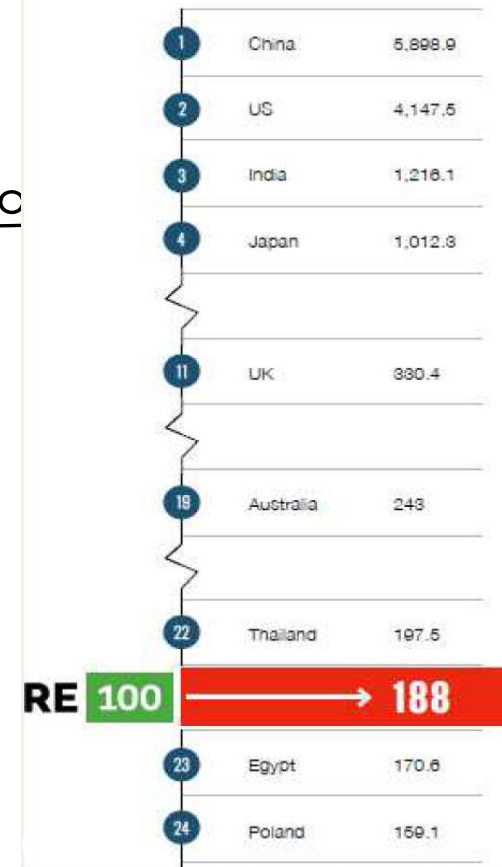 1 China 5,898.9
2 US 4,147.5
3 India 1,216.1
4 Japan 1,012.3
11 UK 330.4
19 Australia 243
22 Thailand 197.5
RE 100 188
23 Egypt 170.6
24 Poland 159.1